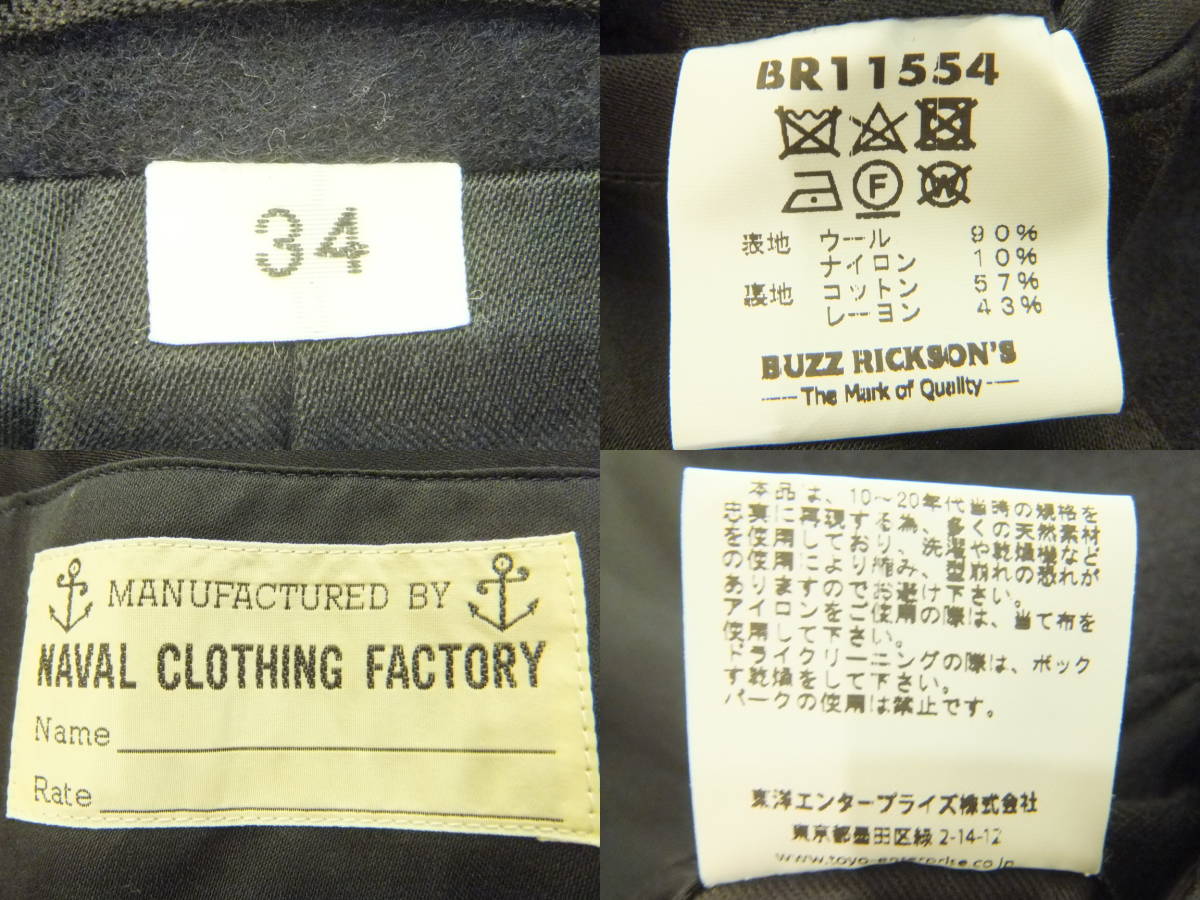 34
BR11554
F W
表地 ウール 90%
ナイロン 10%
裏地 コットン 57%
レーヨン 43%
BUZZ RICKSON'S
The Mark of Quality
MANUFACTURED BY
NAVAL CLOTHING FACTORY
Name
Rate
本品は、10～20年代当時の規格を
忠実に再現する為、多くの天然素材
を使用しており、洗濯や乾燥機など
の使用により縮み、型崩れの恐れが
ありますのでお避け下さい。
アイロンをご使用の際は、当て布を
使用して下さい。
ドライクリーニングの際は、ボック
す乾燥をして下さい。
パークの使用は禁止です。
東洋エンタープライズ株式会社
東京都墨田区緑 2-14-12
www.toyo-enterprise.co.jp